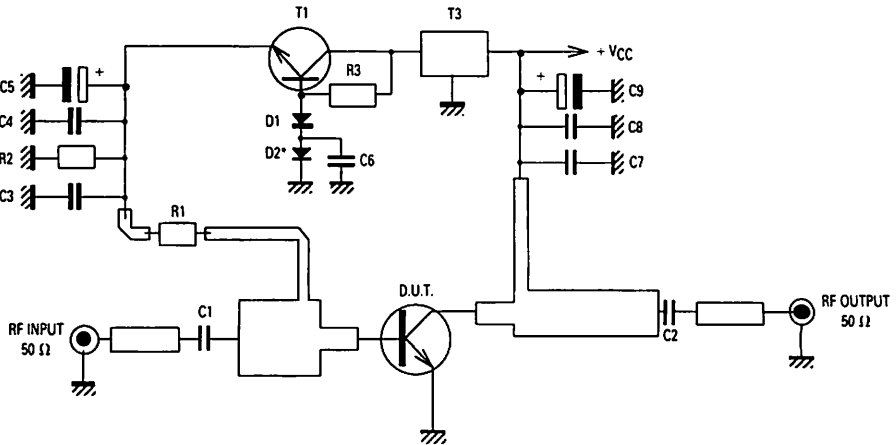 T1
T3
+ VCC
R3
C5
+
+
C9
C4
D1
C8
R2
D2*
C6
C7
C3
R1
D.U.T.
C1
RF INPUT
50 Ω
RF OUTPUT
50 Ω
C2